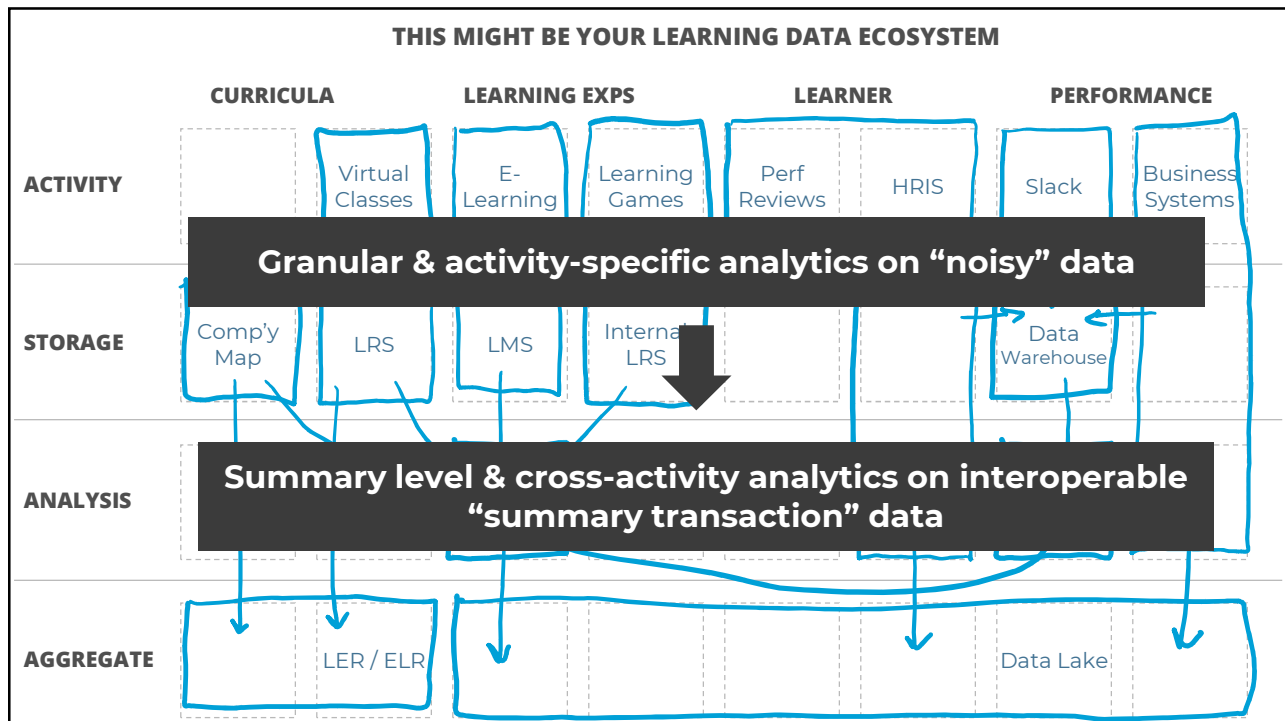 THIS MIGHT BE YOUR LEARNING DATA ECOSYSTEM
CURRICULA
LEARNING EXPS
LEARNER
PERFORMANCE
ACTIVITY
Virtual
Classes
E-
Learning
Learning
Games
Perf
Reviews
HRIS
Slack
Business
Systems
Granular & activity-specific analytics on “noisy” data
STORAGE
Comp’y
Map
LRS
LMS
Internal
LRS
Data
Warehouse
ANALYSIS
Summary level & cross-activity analytics on interoperable
“summary transaction” data
AGGREGATE
LER / ELR
Data Lake